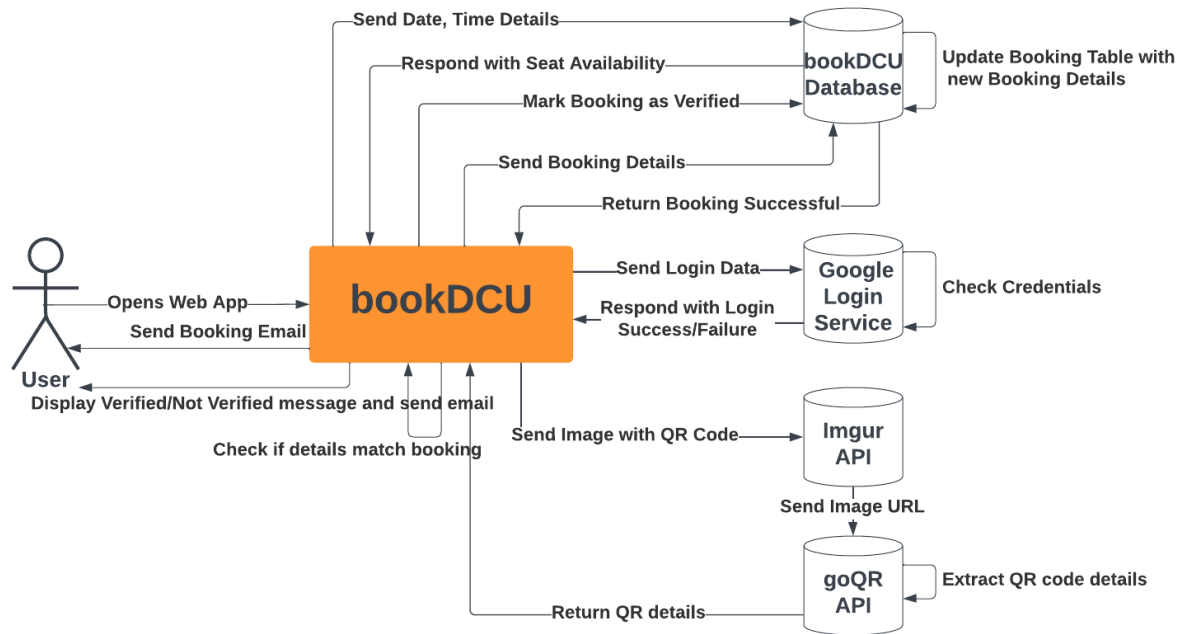 Send Date, Time Details
bookDCU
Database
Update Booking Table with
new Booking Details
Respond with Seat Availability
Mark Booking as Verified
Send Booking Details
Return Booking Successful
bookDCU
Send Login Data
Google
Login
Service
Check Credentials
Respond with Login
Success/Failure
Opens Web App
Send Booking Email
User
Display Verified/Not Verified message and send email
Check if details match booking
Send Image with QR Code
Imgur
API
Send Image URL
goQR
API
Extract QR code details
Return QR details